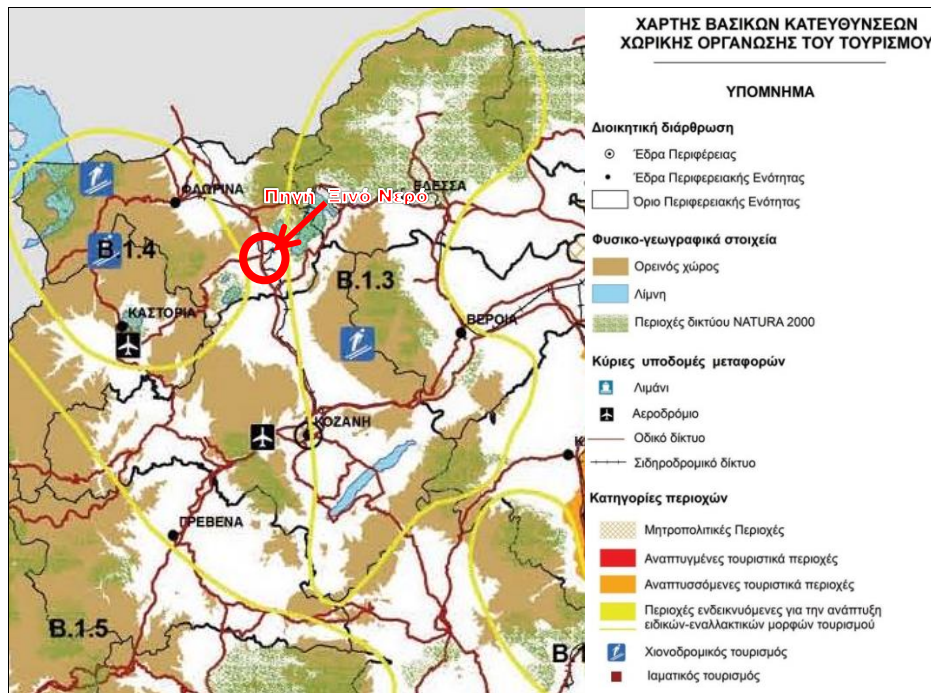 ΧΑΡΤΗΣ ΒΑΣΙΚΩΝ ΚΑΤΕΥΘΥΝΣΕΩΝ
ΧΩΡΙΚΗΣ ΟΡΓΑΝΩΣΗΣ ΤΟΥ ΤΟΥΡΙΣΜΟΥ
ΥΠΟΜΝΗΜΑ
Διοικητική διάρθρωση
Έδρα Περιφέρειας
Έδρα Περιφερειακής Ενότητας
Όριο Περιφερειακής Ενότητας
Φυσικο-γεωγραφικά στοιχεία
Ορεινός χώρος
Λίμνη
Περιοχές δικτύου NATURA 2000
Κύριες υποδομές μεταφορών
Λιμάνι
Αεροδρόμιο
Οδικό δίκτυο
Σιδηροδρομικό δίκτυο
Κατηγορίες περιοχών
Μητροπολιτικές Περιοχές
Αναπτυγμένες τουριστικά περιοχές
Αναπτυσσόμενες τουριστικά περιοχές
Περιοχές ενδεικνυόμενες για την ανάπτυξη
ειδικών-εναλλακτικών μορφών τουρισμού
Χιονοδρομικός τουρισμός
Ιαματικός τουρισμός
ΦΛΩΡΙΝΑ
Πηγή Ξινό Νερό
ΕΔΕΣΣΑ
Β.1.4
Β.1.3
ΚΑΣΤΟΡΙΑ
ΒΕΡΟΙΑ
ΚΟΖΑΝΗ
ΓΡΕΒΕΝΑ
Β.1.5